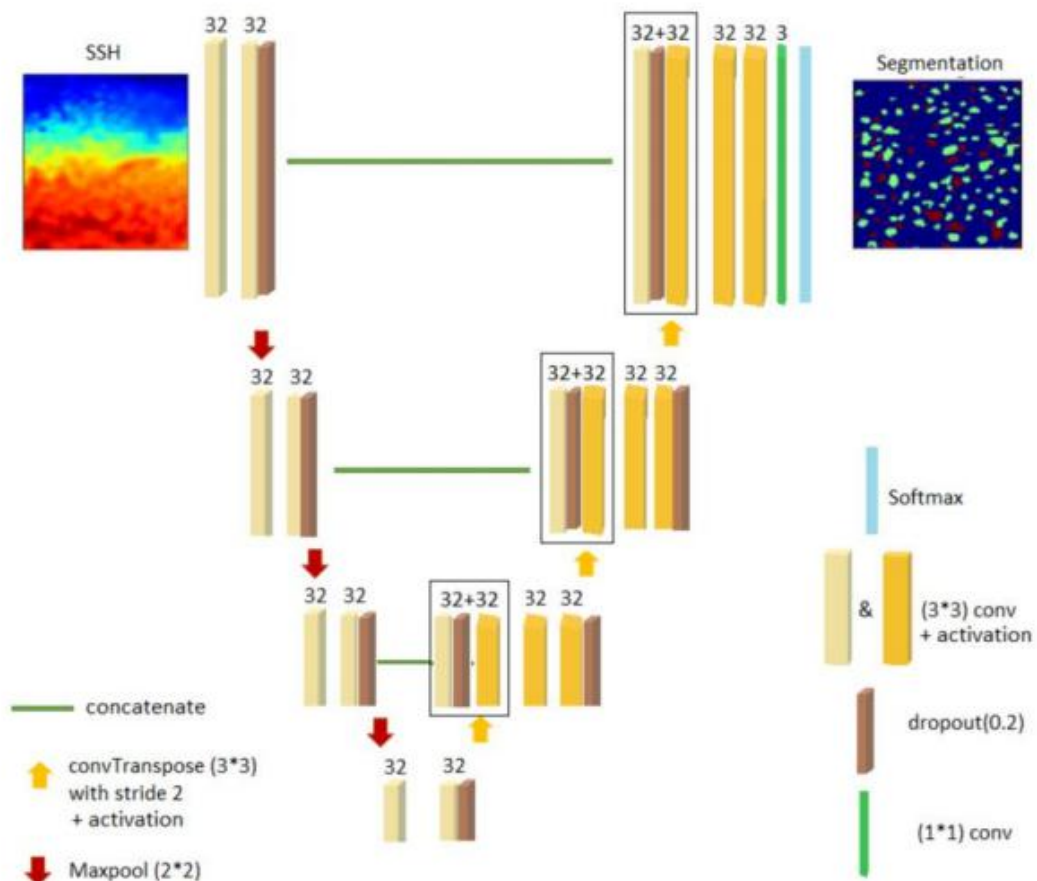 SSH
32 32
32+32 32 32 3
Segmentation
32 32
32+32 32 32
32 32
32+32 32 32
32 32
concatenate
convTranspose (3*3)
with stride 2
+ activation
Maxpool (2*2)
Softmax
&
(3*3) conv
+ activation
dropout(0.2)
(1*1) conv